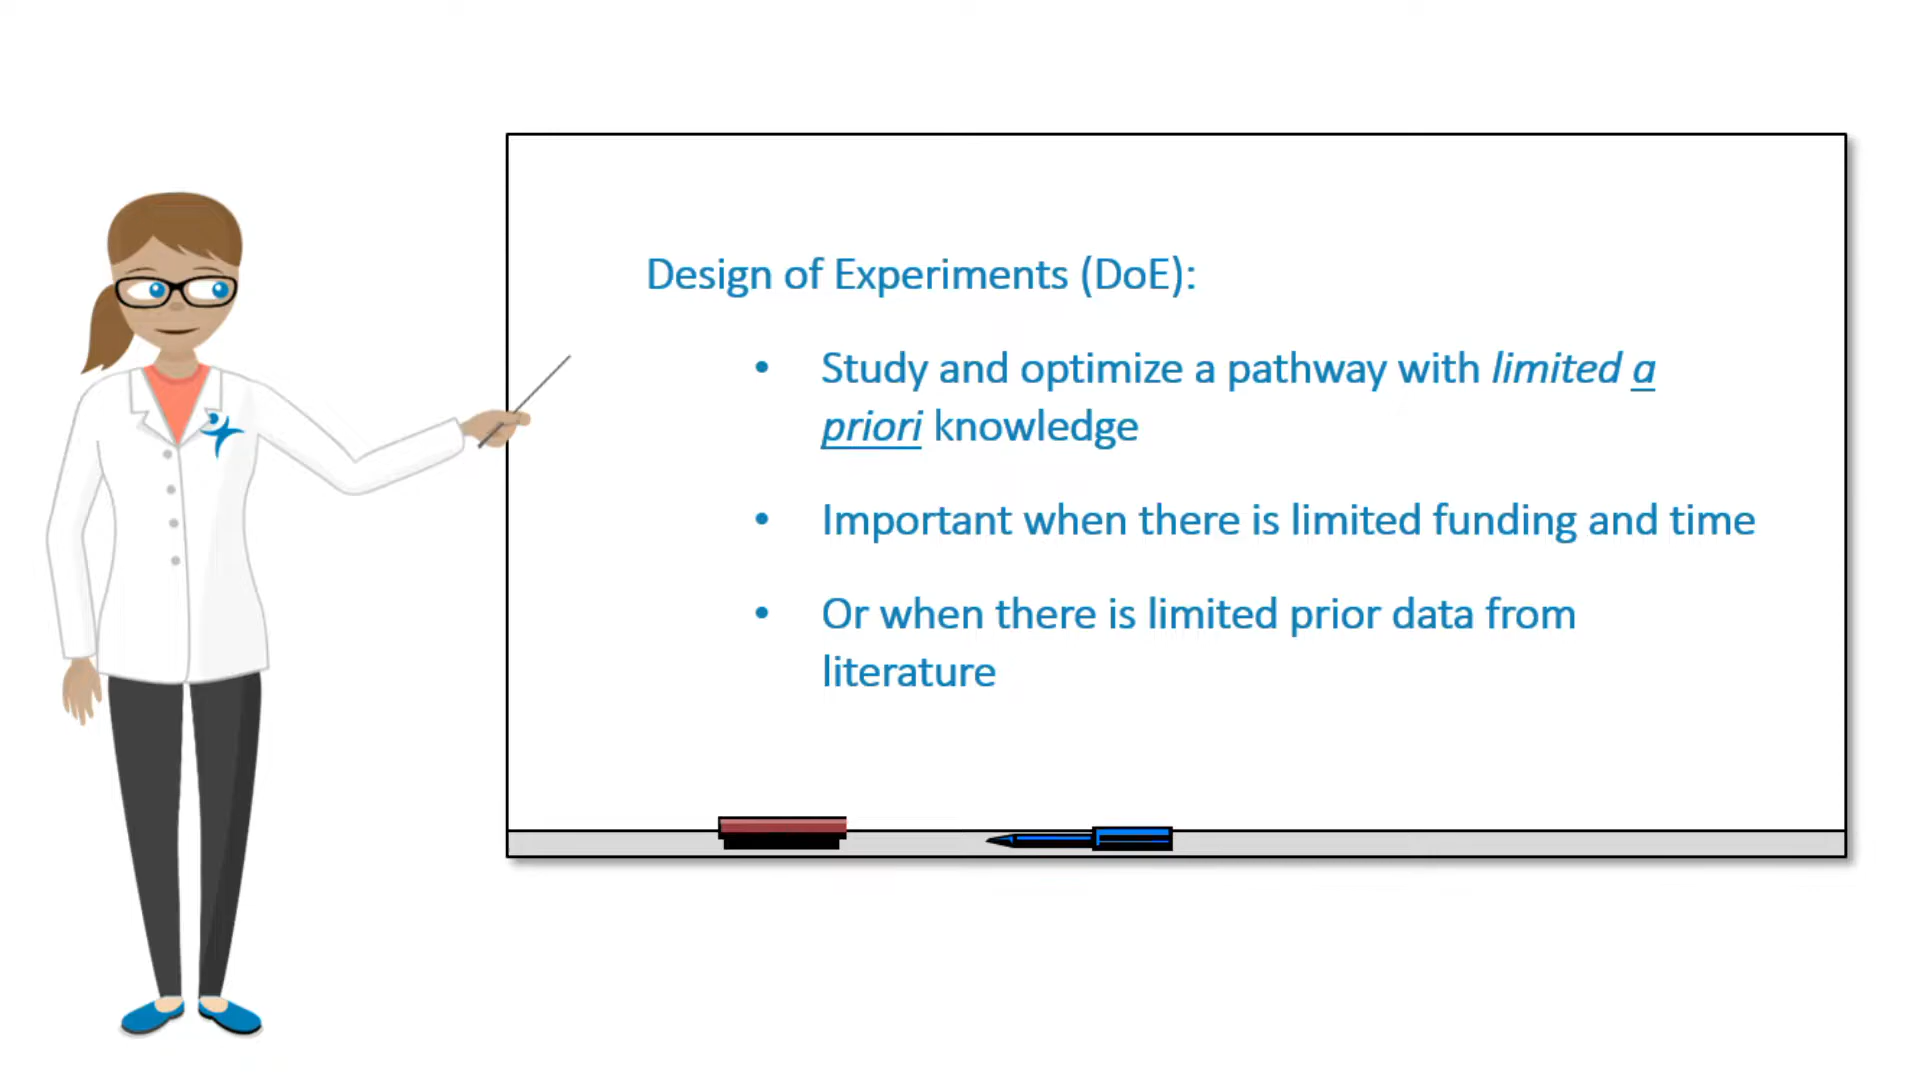 Design of Experiments (DoE):
• Study and optimize a pathway with limited a
priori knowledge
• Important when there is limited funding and time
• Or when there is limited prior data from
literature